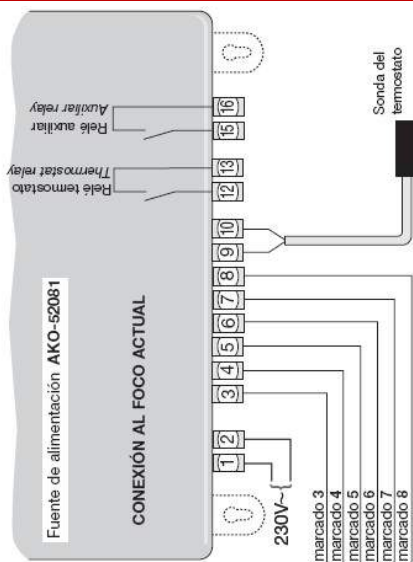 Fuente de alimentación AKO-52081
CONEXIÓN AL FOCO ACTUAL
Relé termostato
Thermostat relay
Relé auxiliar
Auxiliar relay
1
2
3
4
5
6
7
8
9
10
12
13
15
16
230V~
marcado 3
marcado 4
marcado 5
marcado 6
marcado 7
marcado 8
Sonda del
termostato